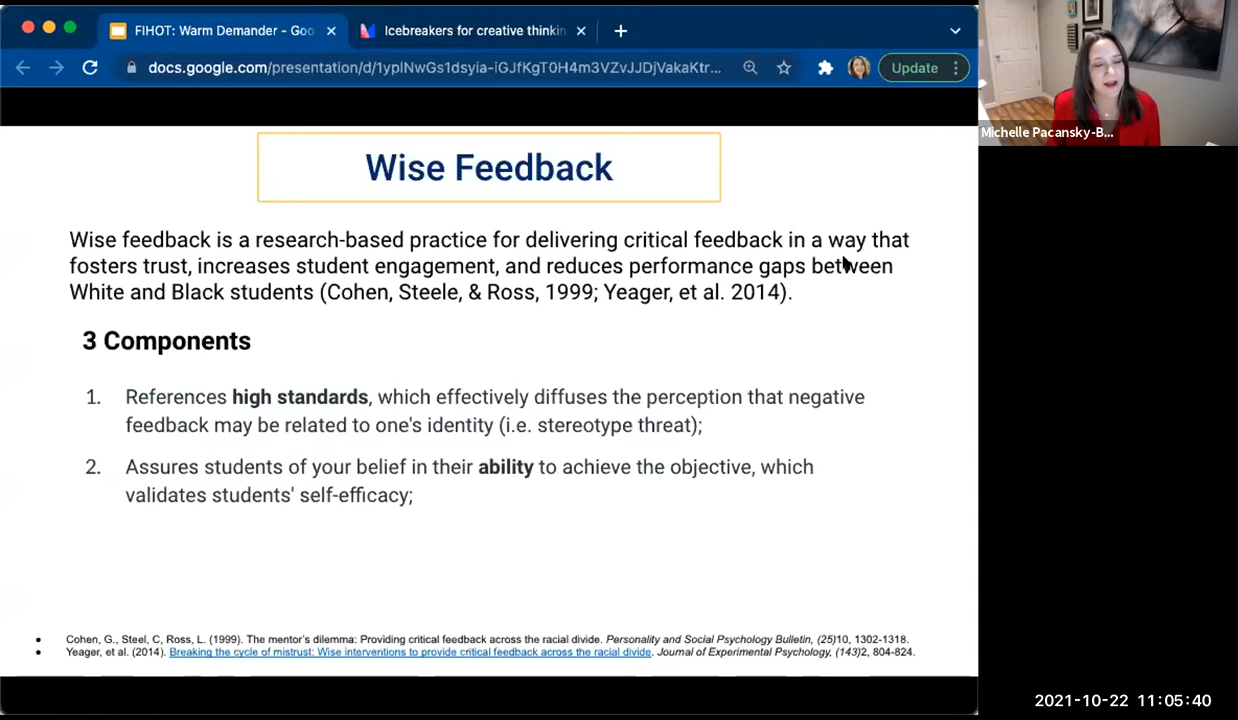 FIHOT: Warm Demander - Goo
Icebreakers for creative thinkin
docs.google.com/presentation/d/1yplNwGs1dsyia-iGJfKgT0H4m3VZvJJDjVakaKtr...
Update
Michelle Pacansky-B...
Wise Feedback
Wise feedback is a research-based practice for delivering critical feedback in a way that
fosters trust, increases student engagement, and reduces performance gaps between
White and Black students (Cohen, Steele, & Ross, 1999; Yeager, et al. 2014).
3 Components
1. References high standards, which effectively diffuses the perception that negative
feedback may be related to one's identity (i.e. stereotype threat);
2. Assures students of your belief in their ability to achieve the objective, which
validates students' self-efficacy;
• Cohen, G., Steel, C, Ross, L. (1999). The mentor's dilemma: Providing critical feedback across the racial divide. Personality and Social Psychology Bulletin, (25)10, 1302-1318.
• Yeager, et al. (2014). Breaking the cycle of mistrust: Wise interventions to provide critical feedback across the racial divide. Journal of Experimental Psychology, (143)2, 804-824.
2021-10-22 11:05:40